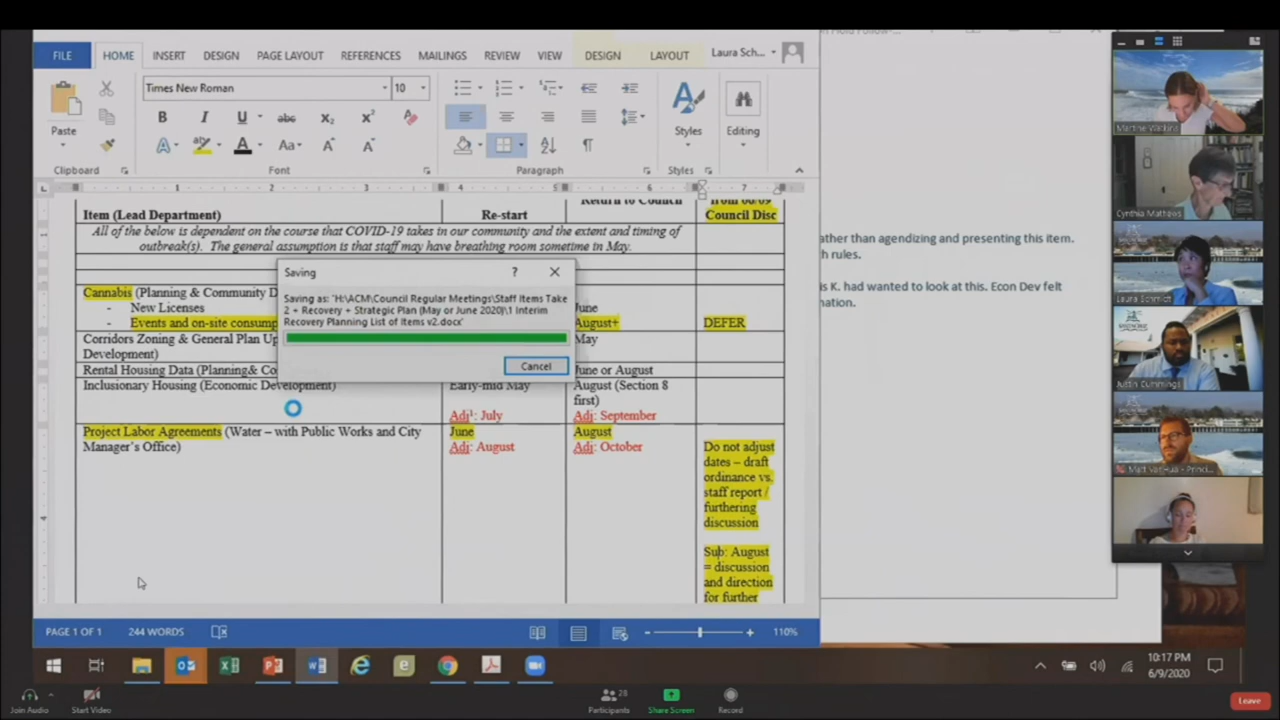 FILE HOME INSERT DESIGN PAGE LAYOUT REFERENCES MAILINGS REVIEW VIEW DESIGN LAYOUT Laura Sch...
Times New Roman 10
Paste
Styles
Editing
Clipboard Font Paragraph Styles
Item (Lead Department)
Re-start
Return to Council
from 06/09
Council Disc
All of the below is dependent on the course that COVID-19 takes in our community and the extent and timing of
outbreak(s). The general assumption is that staff may have breathing room sometime in May.
Cannabis (Planning & Community D
- New Licenses
June
- Events and on-site consump
August+
DEFER
Corridors Zoning & General Plan Up
May
Development)
Rental Housing Data (Planning& Co
June or August
Inclusionary Housing (Economic Development)
Early-mid May
August (Section 8
first)
Adj¹: July
Adj: September
Project Labor Agreements (Water – with Public Works and City
Manager's Office)
June
Adj: August
August
Adj: October
Do not adjust
dates – draft
ordinance vs.
staff report /
furthering
discussion
Sub: August
= discussion
and direction
for further
Saving
Saving as: "H:\ACM\Council Regular Meetings\Staff Items Take
2 + Recovery + Strategic Plan (May or June 2020)\1 Interim
Recovery Planning List of Items v2.docx"
Cancel
ather than agendizing and presenting this item.
h rules.
is K. had wanted to look at this. Econ Dev felt
nation.
Martine Watkins
Cynthia Mathews
Laura Schmidt
Justin Cummings
PAGE 1 OF 1 244 WORDS
110%
10:17 PM
6/9/2020
Join Audio
Start Video
28
Participants
Share Screen
Record
Leave